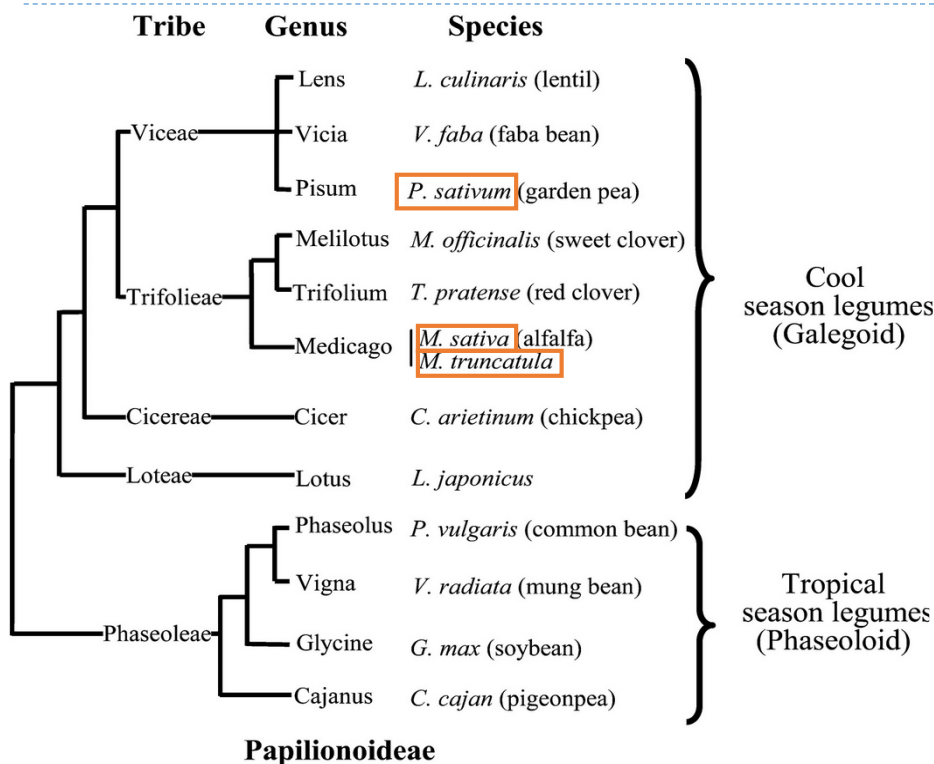 Tribe Genus Species
Lens L. culinaris (lentil)
Viceae Vicia V. faba (faba bean)
Pisum P. sativum (garden pea)
Melilotus M. officinalis (sweet clover)
Trifolieae Trifolium T. pratense (red clover)
Medicago M. sativa (alfalfa)
M. truncatula
Cicereae Cicer C. arietinum (chickpea)
Loteae Lotus L. japonicus
Cool
season legumes
(Galegoid)
Phaseolus P. vulgaris (common bean)
Vigna V. radiata (mung bean)
Phaseoleae Glycine G. max (soybean)
Cajanus C. cajan (pigeonpea)
Tropical
season legumes
(Phaseoloid)
Papilionoideae